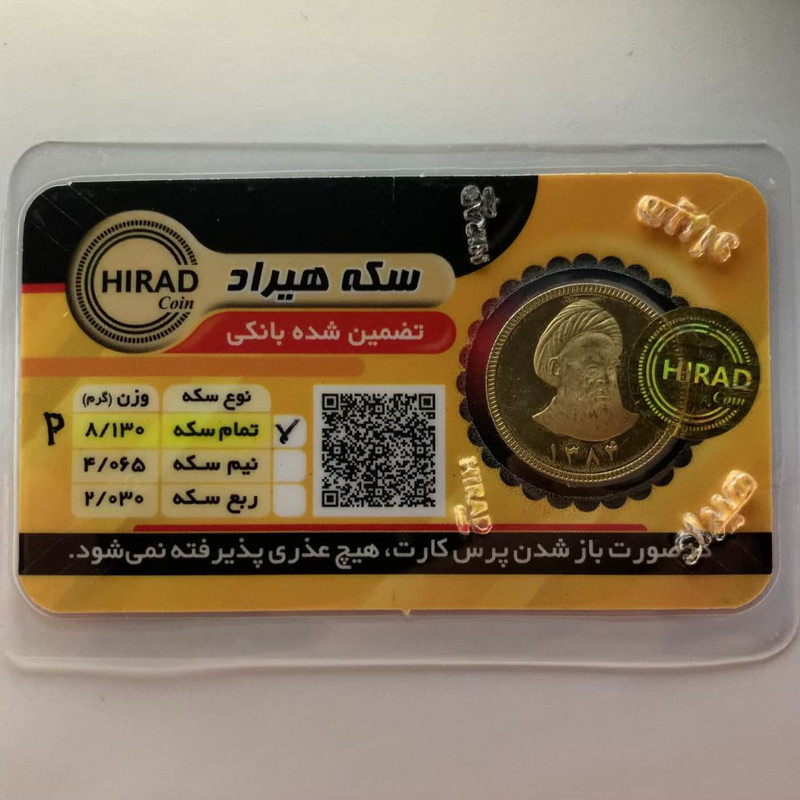 HIRAD
Coin
سکه هیراد
تضمین شده بانکی
نوع سکه وزن (گرم)
تمام سکه ۸/۱۳۰
نیم سکه ۴/۰۶۵
ربع سکه ۲/۰۳۰
P
۱۳۸۴
HIRAD
Coin
HIRAD
صورت باز شدن پرس کارت، هیچ عذری پذیرفته نمی‌شود.